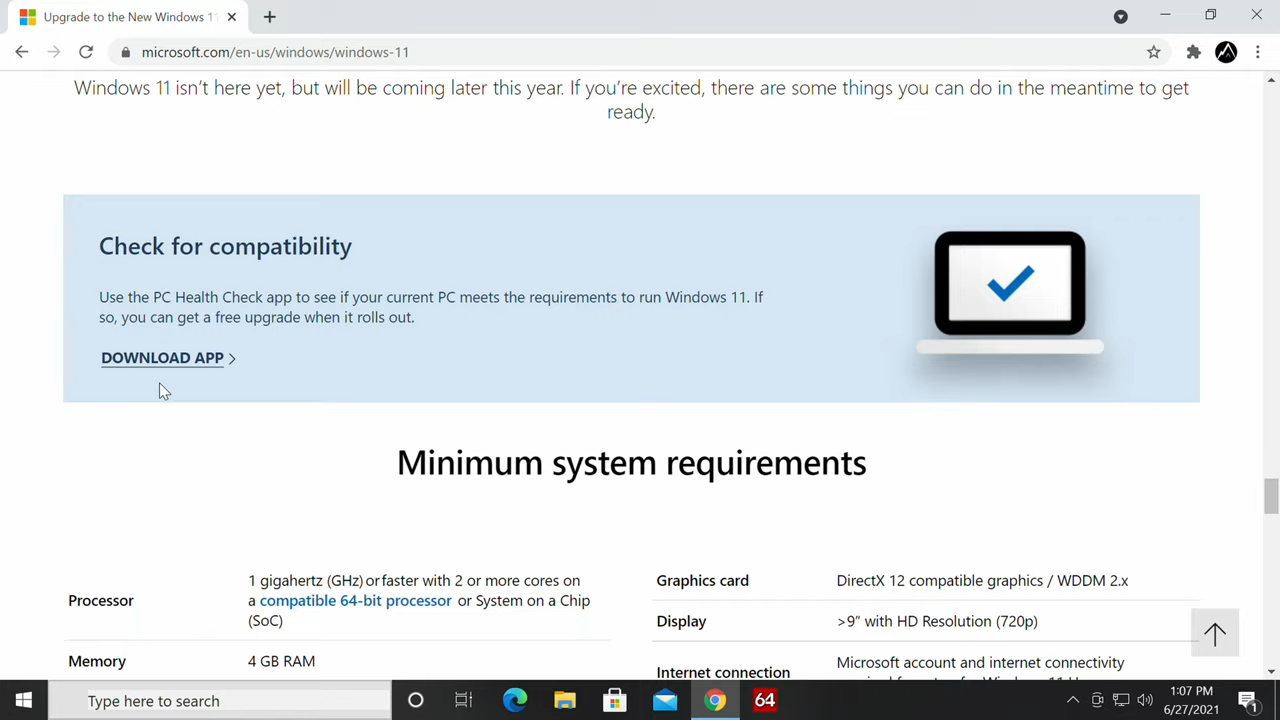 Upgrade to the New Windows 11
microsoft.com/en-us/windows/windows-11
Windows 11 isn't here yet, but will be coming later this year. If you're excited, there are some things you can do in the meantime to get
ready.
Check for compatibility
Use the PC Health Check app to see if your current PC meets the requirements to run Windows 11. If
so, you can get a free upgrade when it rolls out.
DOWNLOAD APP
Minimum system requirements
Processor
1 gigahertz (GHz) or faster with 2 or more cores on
a compatible 64-bit processor or System on a Chip
(SoC)
Memory
4 GB RAM
Graphics card
DirectX 12 compatible graphics / WDDM 2.x
Display
>9" with HD Resolution (720p)
Internet connection
Microsoft account and internet connectivity
Type here to search
64
1:07 PM
6/27/2021
1